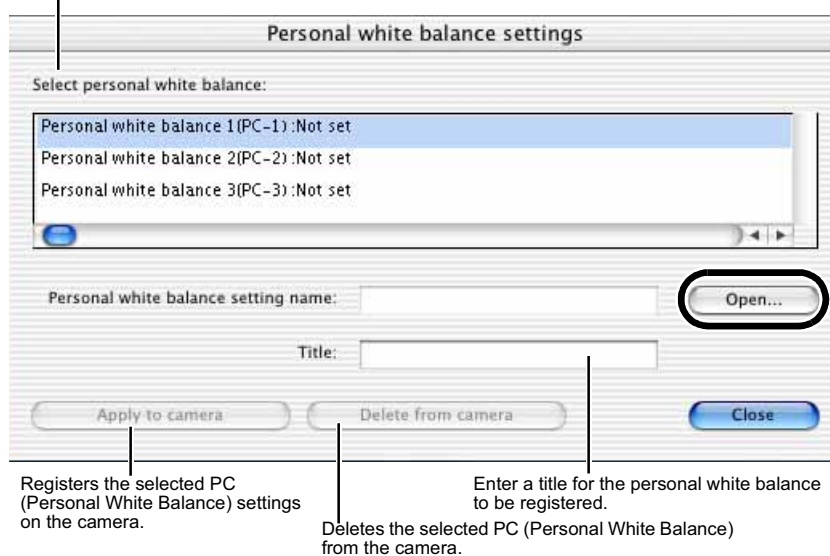 Personal white balance settings
Select personal white balance:
Personal white balance 1(PC-1) :Not set
Personal white balance 2(PC-2) :Not set
Personal white balance 3(PC-3) :Not set
Personal white balance setting name:
Open...
Title:
Apply to camera
Delete from camera
Close
Registers the selected PC
(Personal White Balance) settings
on the camera.
Enter a title for the personal white balance
to be registered.
Deletes the selected PC (Personal White Balance)
from the camera.